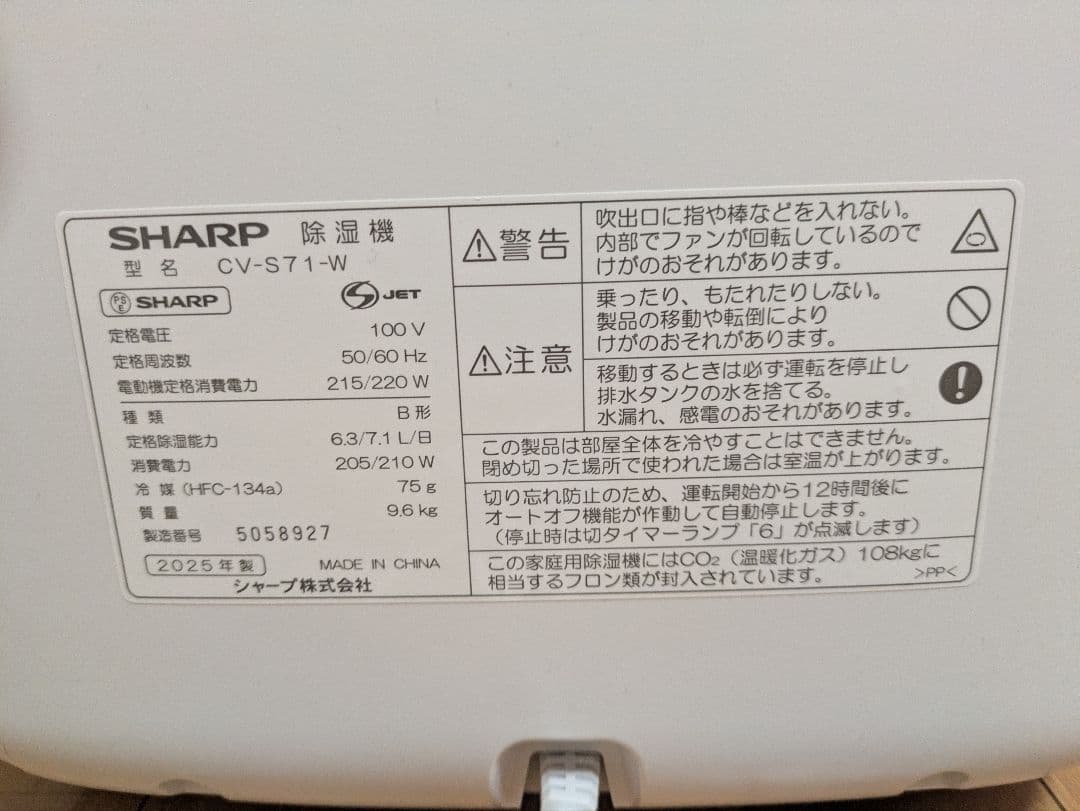 SHARP 除湿機
型名 CV-S71-W
PSE SHARP
S JET
定格電圧 100 V
定格周波数 50/60 Hz
電動機定格消費電力 215/220 W
種類 B形
定格除湿能力 6.3/7.1 L/日
消費電力 205/210 W
冷媒(HFC-134a) 75 g
質量 9.6 kg
製造番号 5058927
2025年製 MADE IN CHINA
シャープ株式会社
警告
吹出口に指や棒などを入れない。
内部でファンが回転しているので
けがのおそれがあります。
注意
乗ったり、もたれたりしない。
製品の移動や転倒により
けがのおそれがあります。
移動するときは必ず運転を停止し
排水タンクの水を捨てる。
水漏れ、感電のおそれがあります。
この製品は部屋全体を冷やすことはできません。
閉め切った場所で使われた場合は室温が上がります。
切り忘れ防止のため、運転開始から12時間後に
オートオフ機能が作動して自動停止します。
(停止時は切タイマーランプ「6」が点滅します)
この家庭用除湿機にはCO₂(温暖化ガス)108kgに
相当するフロン類が封入されています。
>PP<